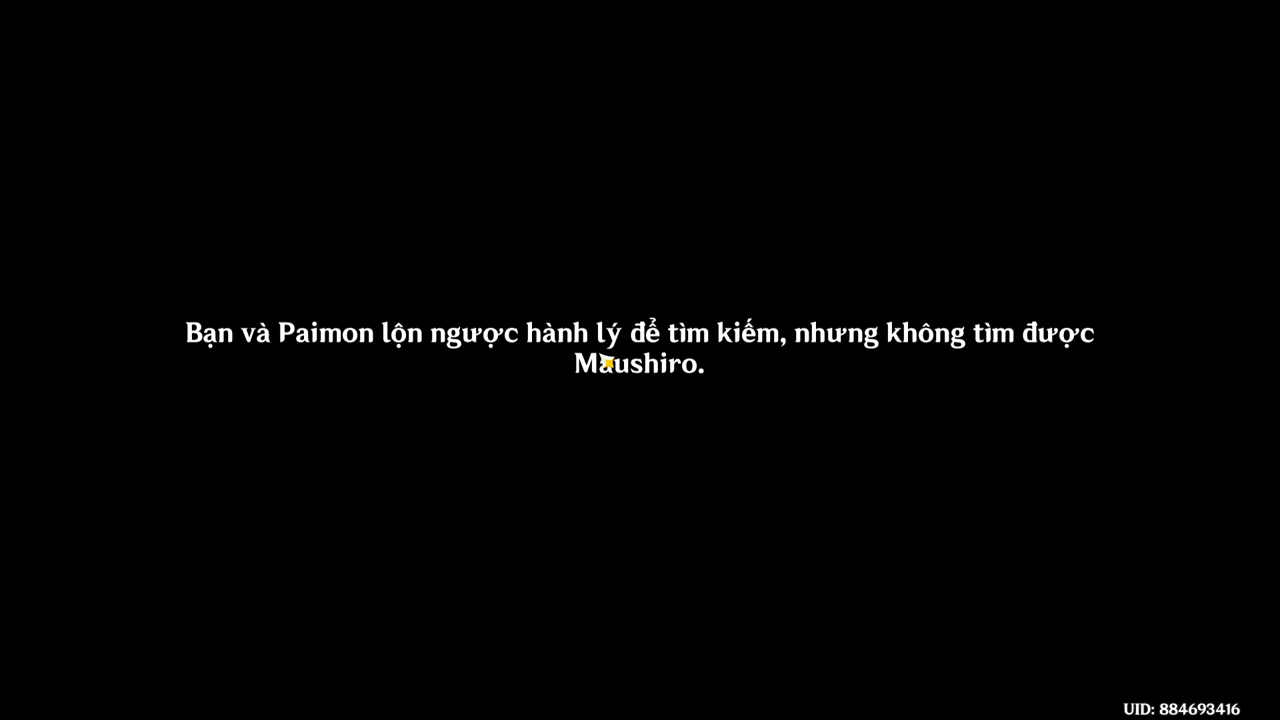 Bạn và Paimon lộn ngược hành lý để tìm kiếm, nhưng không tìm được
Maushiro.
UID: 884693416